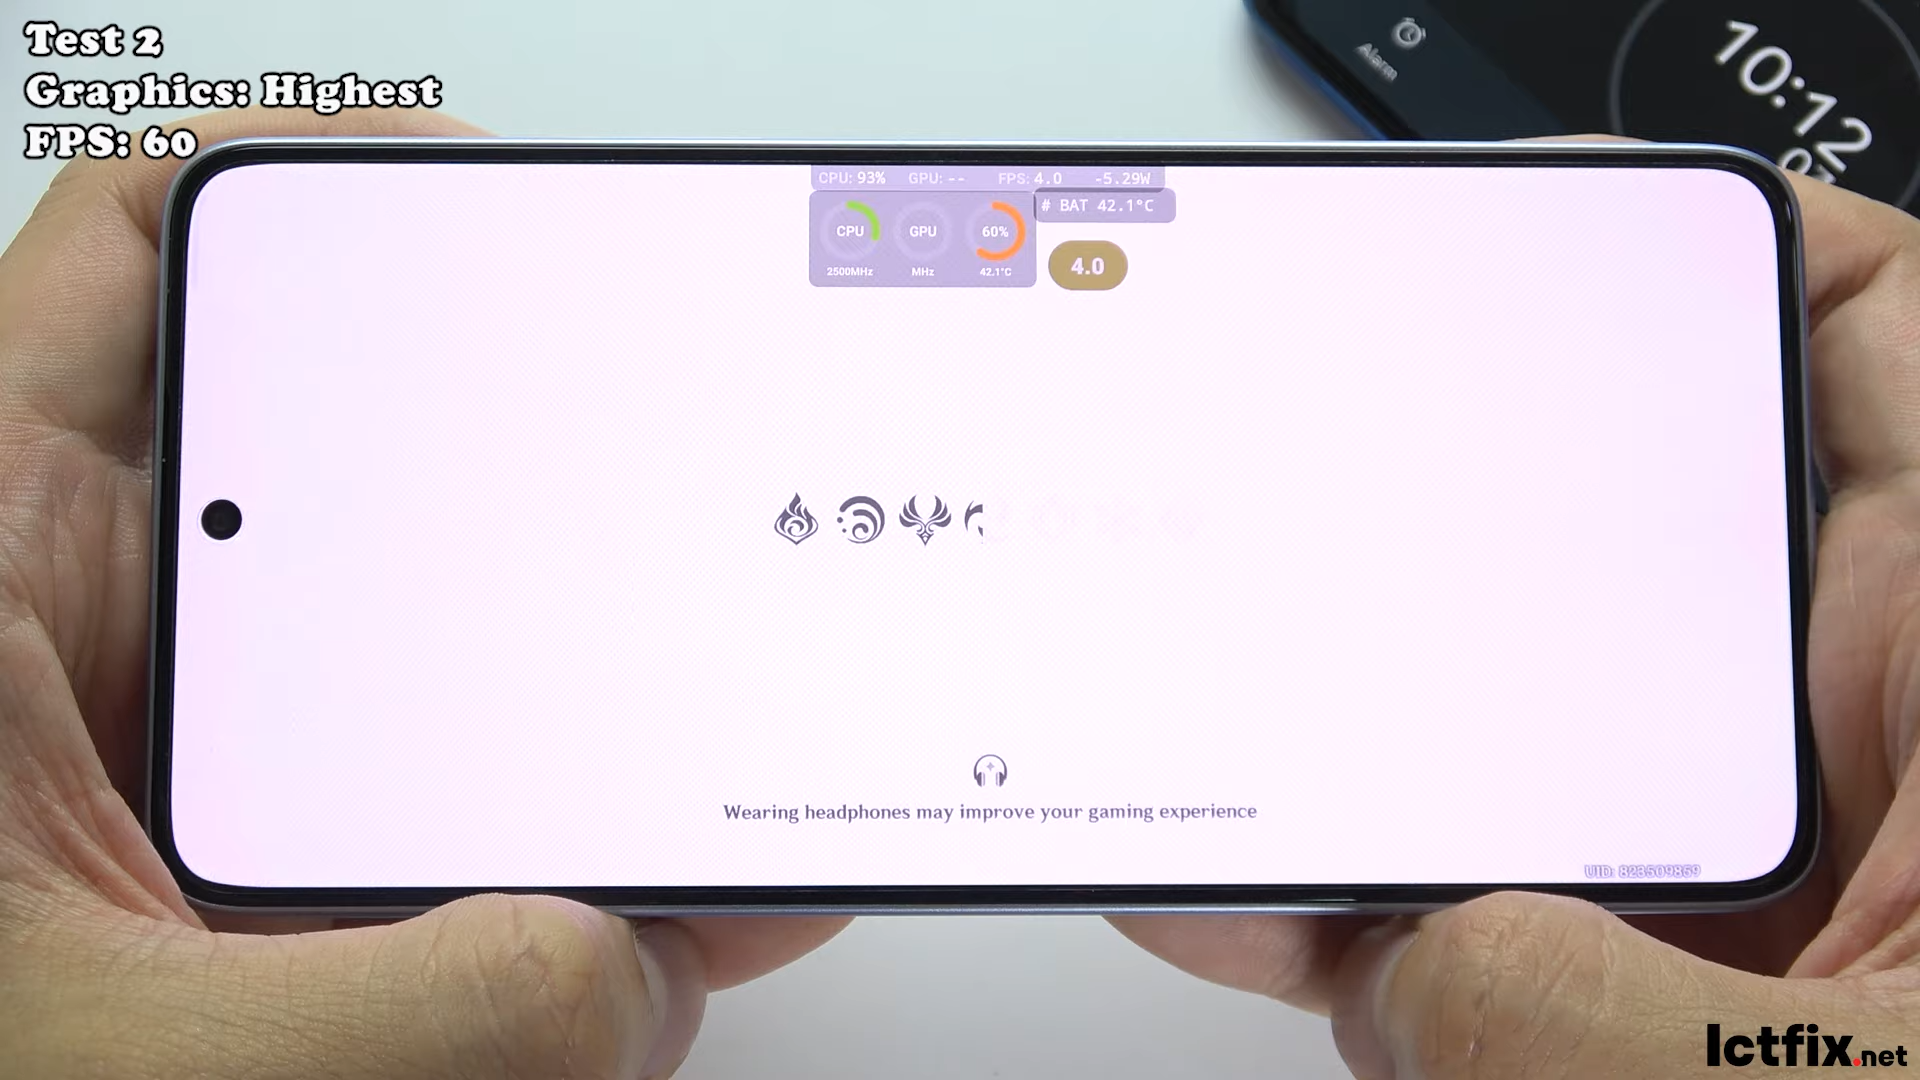 Test 2
Graphics: Highest
FPS: 60
Alarm
10:12
CPU: 93% GPU: -- FPS: 4.0 -5.29W
# BAT 42.1°C
CPU GPU 60%
2500MHz MHz 42.1°C
4.0
Wearing headphones may improve your gaming experience
UID: 823509859
Ictfix.net